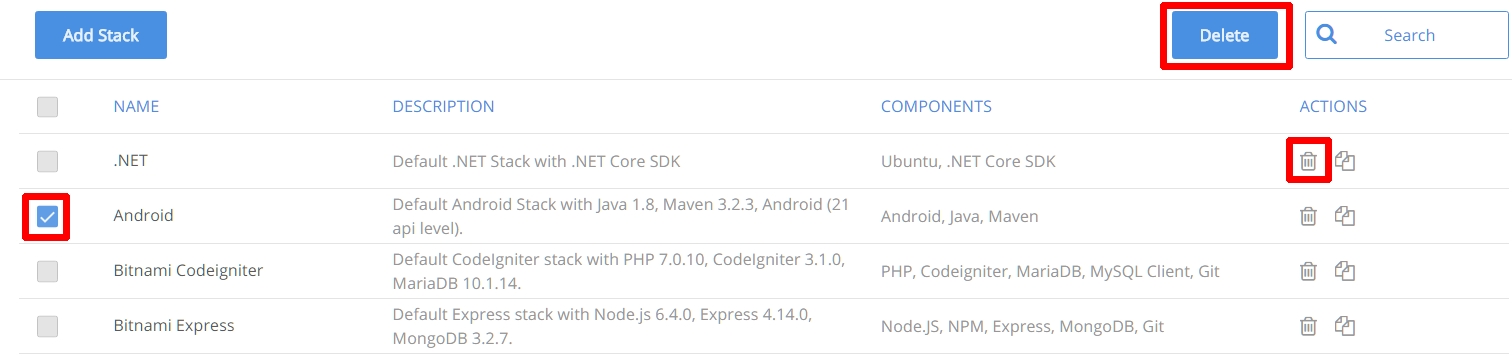 Add Stack Delete Search
NAME DESCRIPTION COMPONENTS ACTIONS
.NET Default .NET Stack with .NET Core SDK Ubuntu, .NET Core SDK
Android Default Android Stack with Java 1.8, Maven 3.2.3, Android (21
api level). Android, Java, Maven
Bitnami Codeigniter Default CodeIgniter stack with PHP 7.0.10, CodeIgniter 3.1.0,
MariaDB 10.1.14. PHP, Codeigniter, MariaDB, MySQL Client, Git
Bitnami Express Default Express stack with Node.js 6.4.0, Express 4.14.0,
MongoDB 3.2.7. Node.JS, NPM, Express, MongoDB, Git